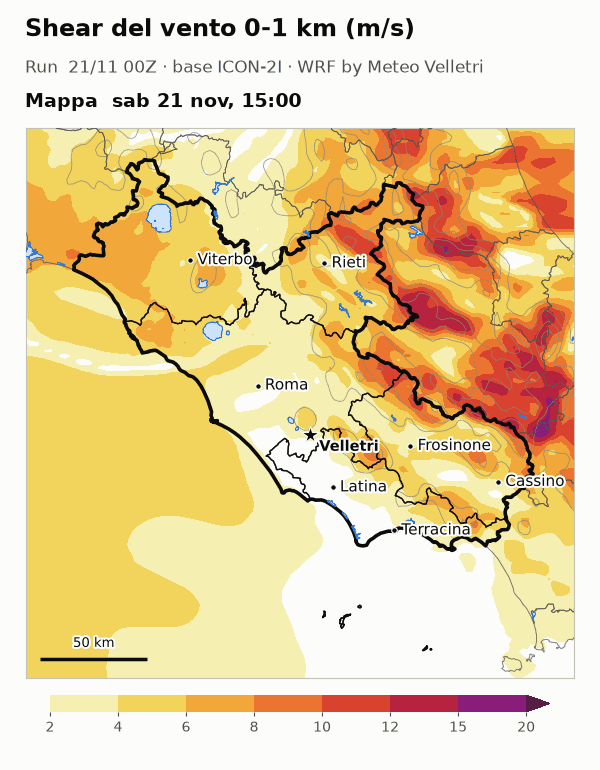 Shear del vento 0-1 km (m/s)
Run  21/11 00Z · base ICON-2I · WRF by Meteo Velletri
Mappa  sab 21 nov, 15:00
Viterbo
Rieti
Roma
Velletri
Frosinone
Latina
Cassino
Terracina
50 km
2 4 6 8 10 12 15 20